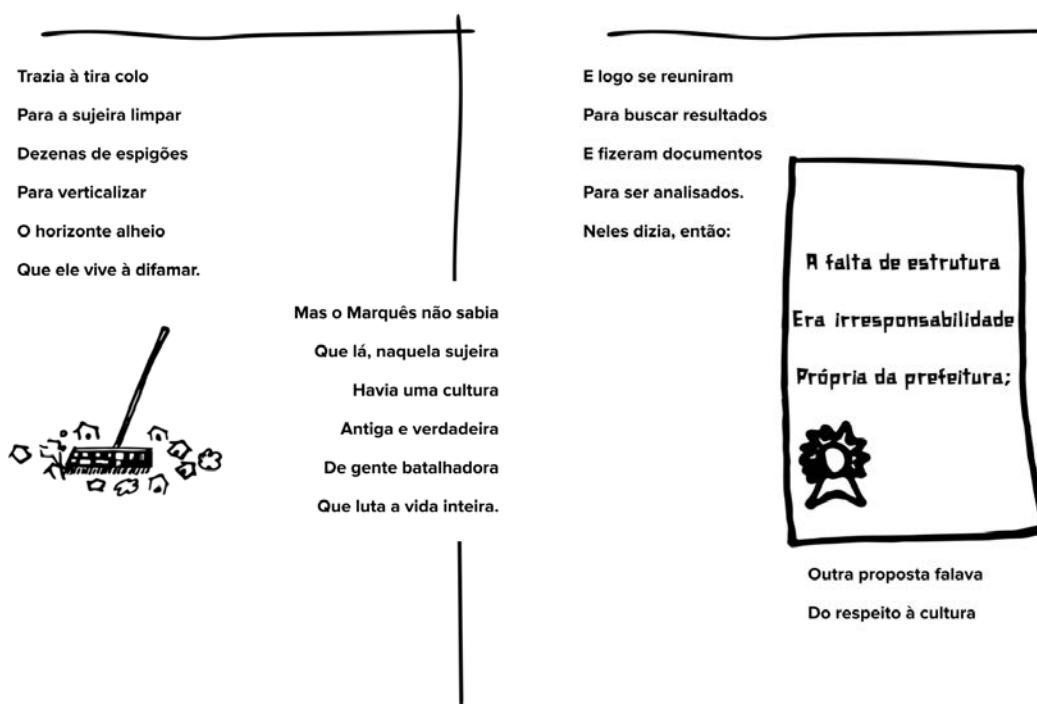 Trazia à tira colo
Para a sujeira limpar
Dezenas de espigões
Para verticalizar
O horizonte alheio
Que ele vive à difamar.
Mas o Marquês não sabia
Que lá, naquela sujeira
Havia uma cultura
Antiga e verdadeira
De gente batalhadora
Que luta a vida inteira.
E logo se reuniram
Para buscar resultados
E fizeram documentos
Para ser analisados.
Neles dizia, então:
A falta de estrutura
Era irresponsabilidade
Própria da prefeitura;
Outra proposta falava
Do respeito à cultura